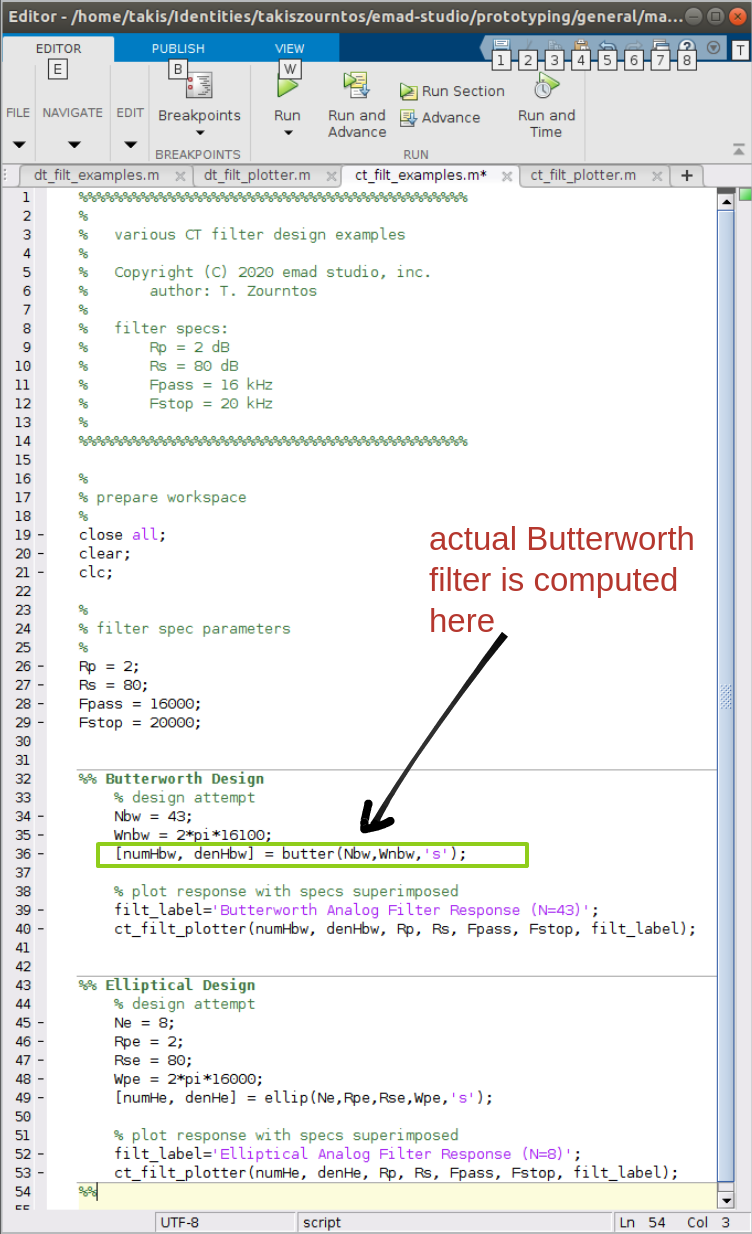 Editor - /home/takis/Identities/takiszourntos/emad-studio/prototyping/general/ma...
EDITOR PUBLISH VIEW
E B W 1 2 3 4 5 6 7 8 T
FILE NAVIGATE EDIT Breakpoints Run Run and Advance Run Section Advance Run and Time
BREAKPOINTS RUN
dt_filt_examples.m dt_filt_plotter.m ct_filt_examples.m* ct_filt_plotter.m +
1 %%%%%%%%%%%%%%%%%%%%%%%%%%%%%%%%%%%%%%%%%%%%
2 %
3 % various CT filter design examples
4 %
5 % Copyright (C) 2020 emad studio, inc.
6 % author: T. Zourntos
7 %
8 % filter specs:
9 % Rp = 2 dB
10 % Rs = 80 dB
11 % Fpass = 16 kHz
12 % Fstop = 20 kHz
13 %
14 %%%%%%%%%%%%%%%%%%%%%%%%%%%%%%%%%%%%%%%%%%%%
15
16 %
17 % prepare workspace
18 %
19 - close all;
20 - clear;
21 - clc;
22
23 %
24 % filter spec parameters
25 %
26 - Rp = 2;
27 - Rs = 80;
28 - Fpass = 16000;
29 - Fstop = 20000;
30
31
actual Butterworth
filter is computed
here
32 %% Butterworth Design
33 % design attempt
34 - Nbw = 43;
35 - Wnbw = 2*pi*16100;
36 - [numHbw, denHbw] = butter(Nbw,Wnbw,'s');
37
38 % plot response with specs superimposed
39 - filt_label='Butterworth Analog Filter Response (N=43)';
40 - ct_filt_plotter(numHbw, denHbw, Rp, Rs, Fpass, Fstop, filt_label);
41
42
43 %% Elliptical Design
44 % design attempt
45 - Ne = 8;
46 - Rpe = 2;
47 - Rse = 80;
48 - Wpe = 2*pi*16000;
49 - [numHe, denHe] = ellip(Ne,Rpe,Rse,Wpe,'s');
50
51 % plot response with specs superimposed
52 - filt_label='Elliptical Analog Filter Response (N=8)';
53 - ct_filt_plotter(numHe, denHe, Rp, Rs, Fpass, Fstop, filt_label);
54 %%
55
UTF-8 script Ln 54 Col 3